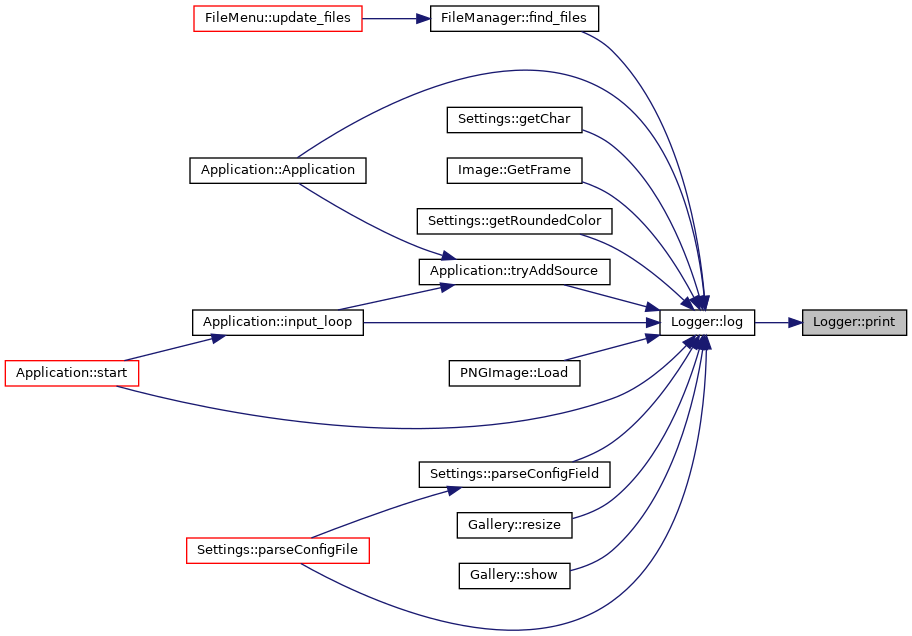 FileMenu::update_files
FileManager::find_files
Settings::getChar
Application::Application
Image::GetFrame
Settings::getRoundedColor
Application::tryAddSource
Application::input_loop
Logger::log
Logger::print
Application::start
PNGImage::Load
Settings::parseConfigField
Gallery::resize
Settings::parseConfigFile
Gallery::show